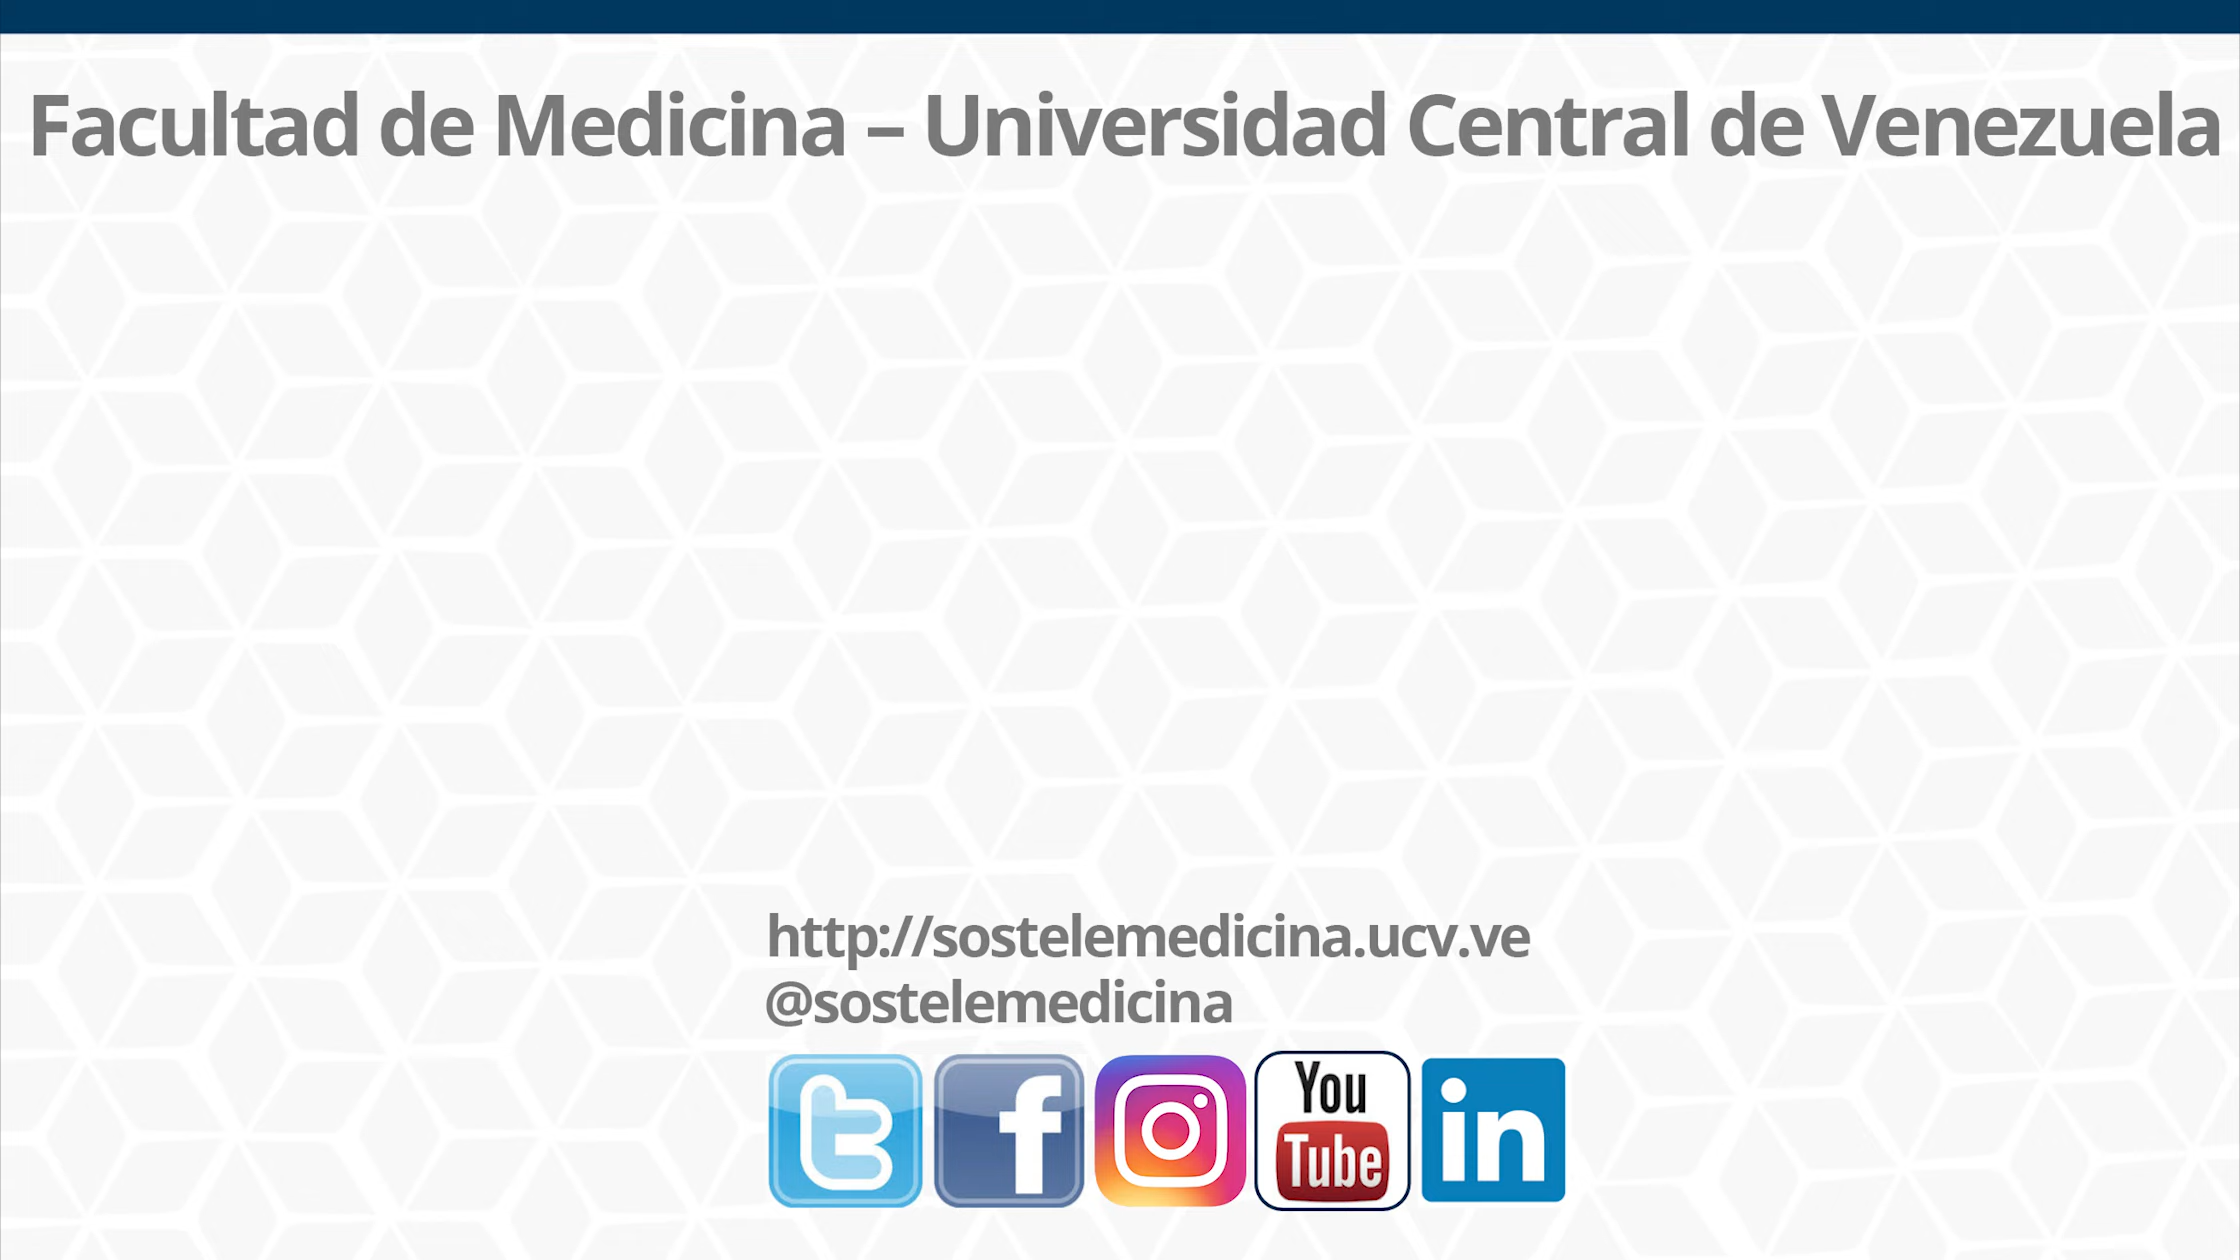 Facultad de Medicina – Universidad Central de Venezuela
http://sostelemedicina.ucv.ve
@sostelemedicina
t f You Tube in